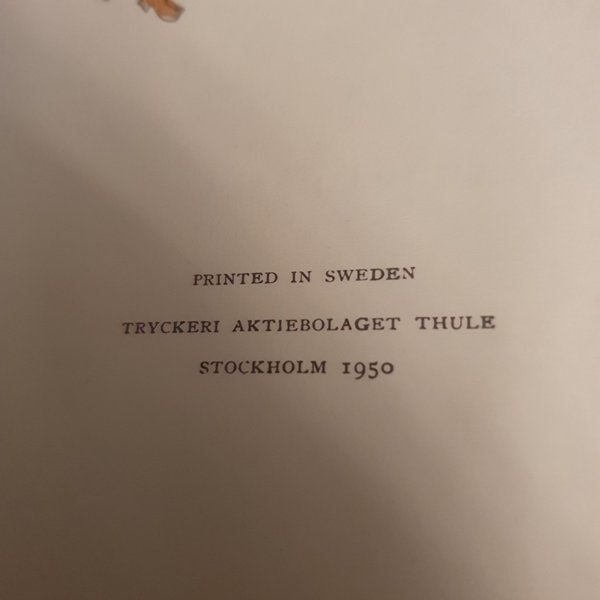 PRINTED IN SWEDEN
TRYCKERI AKTIEBOLAGET THULE
STOCKHOLM 1950